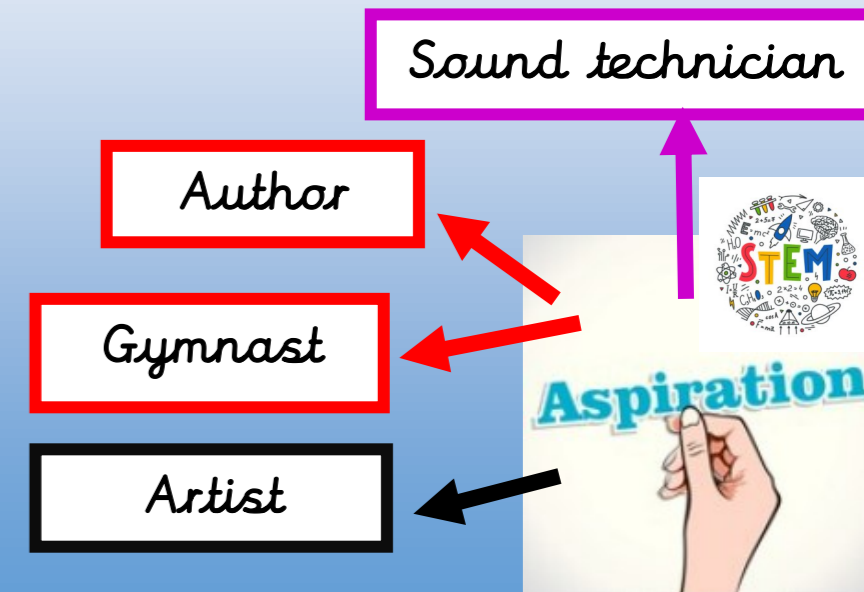 Sound technician
Author
STEM
Gymnast
Aspiration
Artist